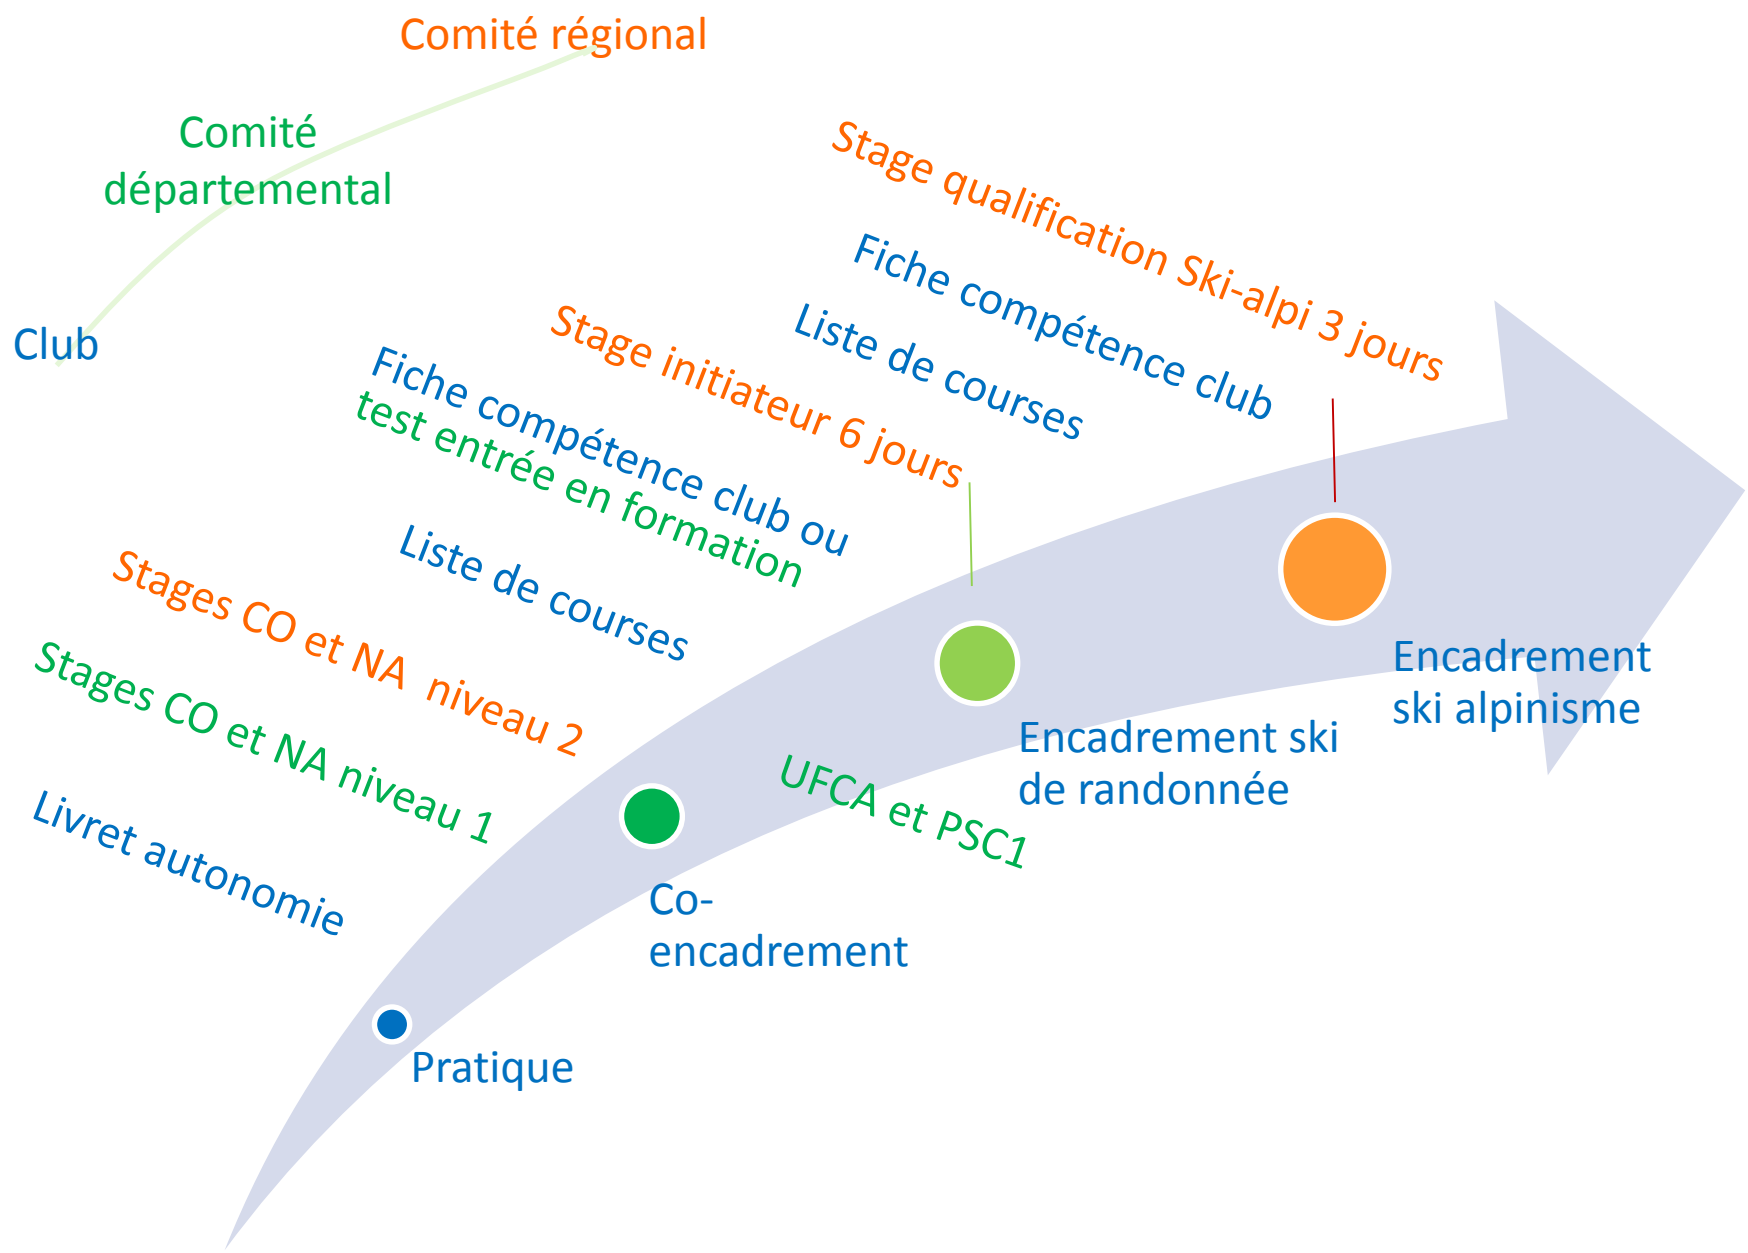 Comité régional
Comité
départemental
Club
Stage qualification Ski-alpi 3 jours
Fiche compétence club
Liste de courses
Stage initiateur 6 jours
Fiche compétence club ou
test entrée en formation
Liste de courses
Stages CO et NA  niveau 2
Stages CO et NA niveau 1
Livret autonomie
Encadrement
ski alpinisme
Encadrement ski
de randonnée
UFCA et PSC1
Co-
encadrement
Pratique